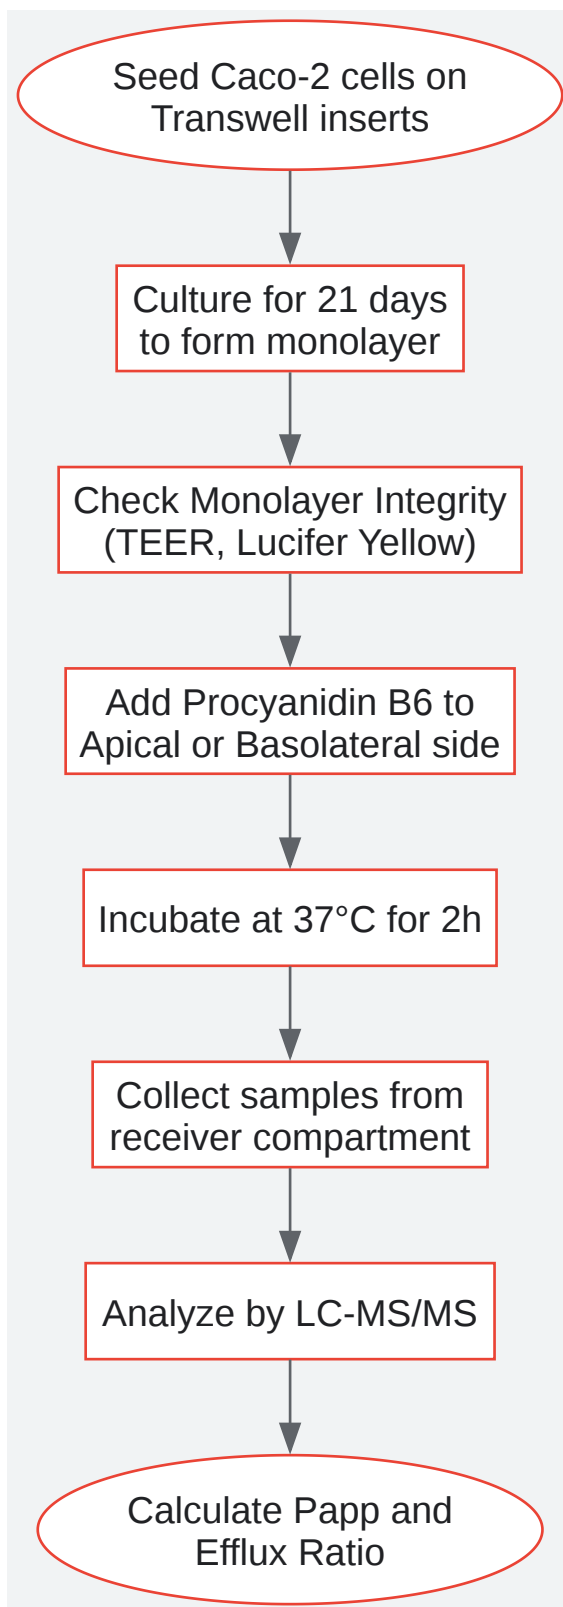 Seed Caco-2 cells on
Transwell inserts
Culture for 21 days
to form monolayer
Check Monolayer Integrity
(TEER, Lucifer Yellow)
Add Procyanidin B6 to
Apical or Basolateral side
Incubate at 37°C for 2h
Collect samples from
receiver compartment
Analyze by LC-MS/MS
Calculate Papp and
Efflux Ratio